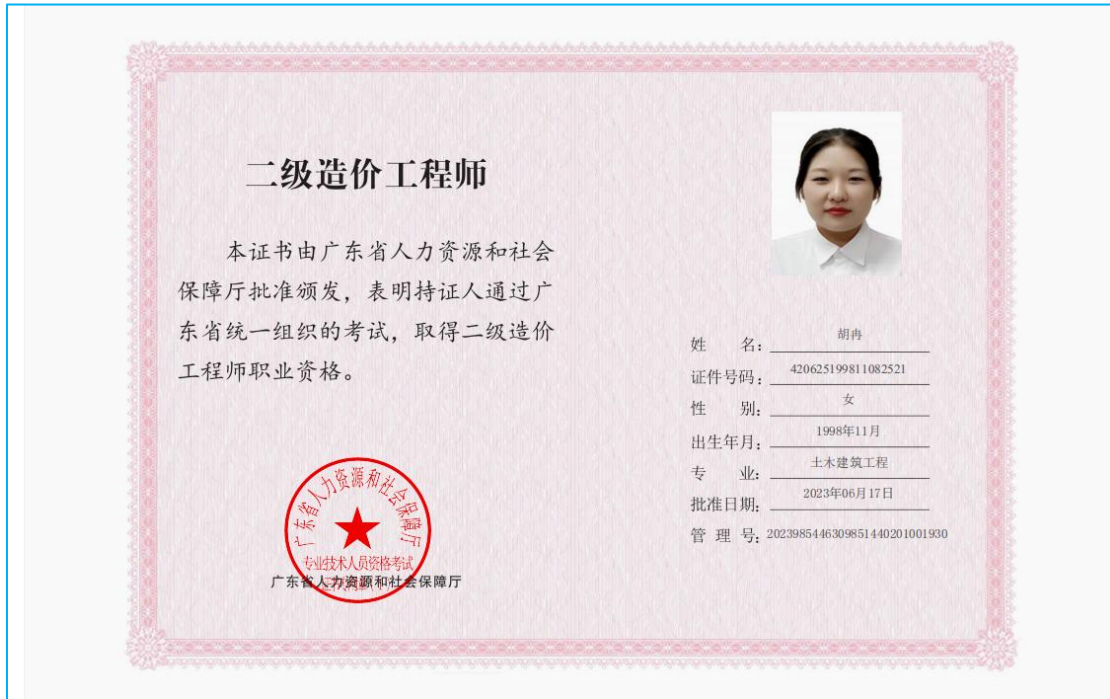 二级造价工程师
本证书由广东省人力资源和社会
保障厅批准颁发，表明持证人通过广
东省统一组织的考试，取得二级造价
工程师职业资格。
广东省人力资源和社会保障厅
专业技术人员资格考试
广东省人力资源和社会保障厅
姓 名：胡冉
证件号码：420625199811082521
性 别：女
出生年月：1998年11月
专 业：土木建筑工程
批准日期：2023年06月17日
管 理 号：2023985446309851440201001930